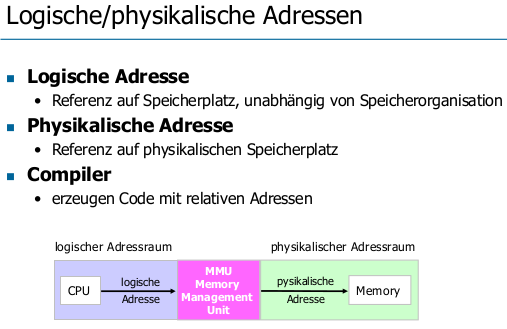 Logische/physikalische Adressen
Logische Adresse
• Referenz auf Speicherplatz, unabhängig von Speicherorganisation
Physikalische Adresse
• Referenz auf physikalischen Speicherplatz
Compiler
• erzeugen Code mit relativen Adressen
logischer Adressraum
physikalischer Adressraum
CPU
logische
Adresse
MMU
Memory
Management
Unit
pysikalische
Adresse
Memory